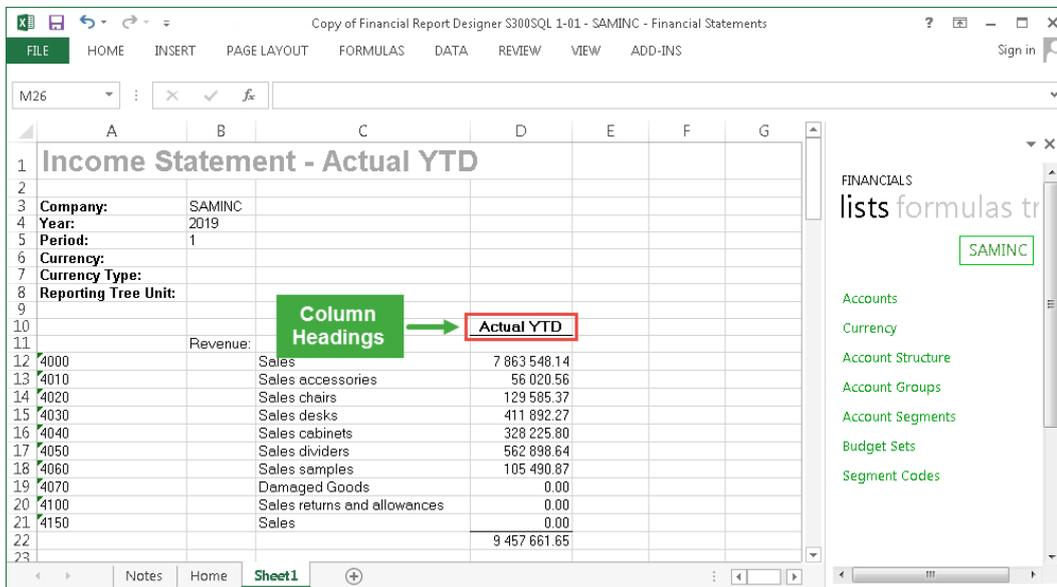 Copy of Financial Report Designer S300SQL 1-01 - SAMINC - Financial Statements
?
FILE HOME INSERT PAGE LAYOUT FORMULAS DATA REVIEW VIEW ADD-INS Sign in
M26 fx
A B C D E F G
1 Income Statement - Actual YTD
2
3 Company: SAMINC
4 Year: 2019
5 Period: 1
6 Currency:
7 Currency Type:
8 Reporting Tree Unit:
9
10 Actual YTD
Column
Headings
11 Revenue:
12 4000 Sales 7 863 548.14
13 4010 Sales accessories 56 020.56
14 4020 Sales chairs 129 585.37
15 4030 Sales desks 411 892.27
16 4040 Sales cabinets 328 225.80
17 4050 Sales dividers 562 898.64
18 4060 Sales samples 105 490.87
19 4070 Damaged Goods 0.00
20 4100 Sales returns and allowances 0.00
21 4150 Sales 0.00
22 9 457 661.65
23
Notes Home Sheet1
FINANCIALS
lists formulas tr
SAMINC
Accounts
Currency
Account Structure
Account Groups
Account Segments
Budget Sets
Segment Codes